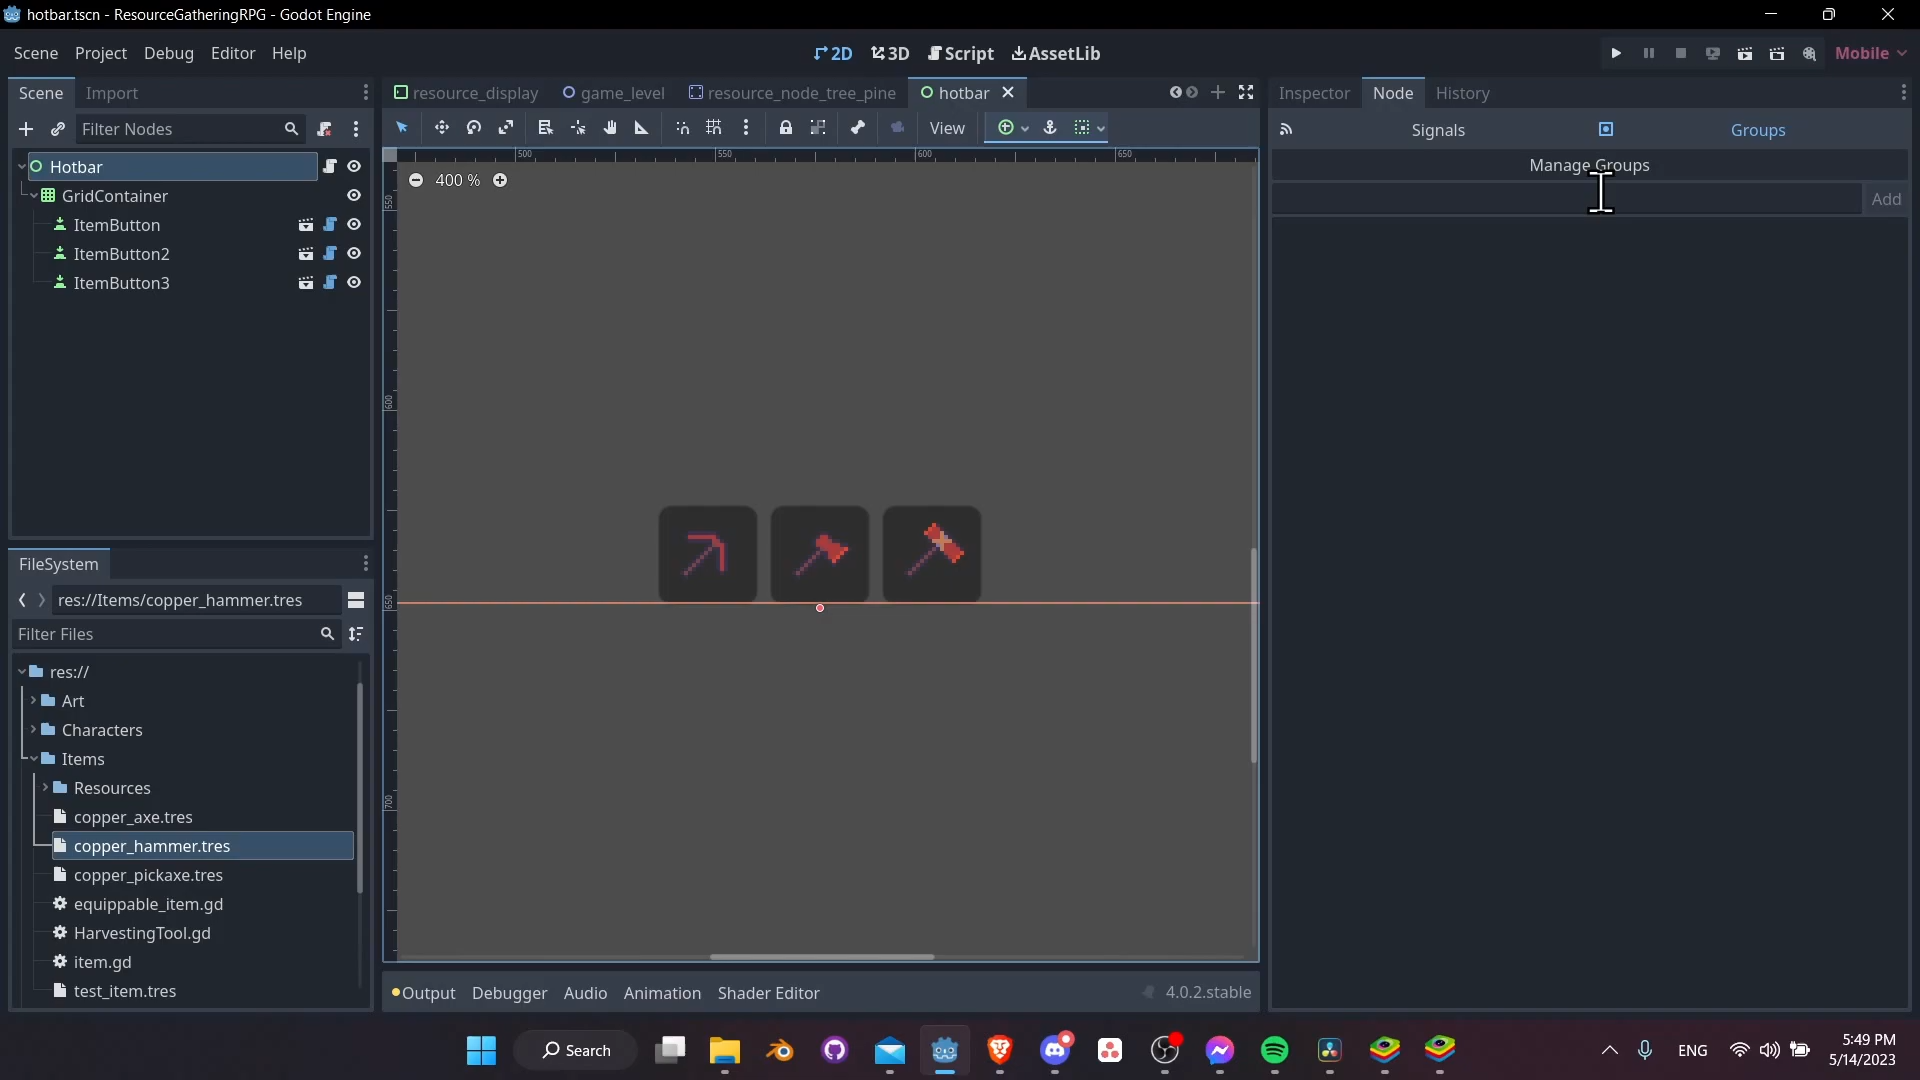 hotbar.tscn - ResourceGatheringRPG - Godot Engine
Scene Project Debug Editor Help
2D 3D Script AssetLib
Mobile
Scene Import
resource_display game_level resource_node_tree_pine hotbar
Inspector Node History
Filter Nodes
View
Signals Groups
Hotbar
GridContainer
ItemButton
ItemButton2
ItemButton3
500 550 600 650
400 %
550
600
650
700
Manage Groups
Add
FileSystem
res://Items/copper_hammer.tres
Filter Files
res://
Art
Characters
Items
Resources
copper_axe.tres
copper_hammer.tres
copper_pickaxe.tres
equippable_item.gd
HarvestingTool.gd
item.gd
test_item.tres
Output Debugger Audio Animation Shader Editor
4.0.2.stable
Search
ENG
5:49 PM
5/14/2023